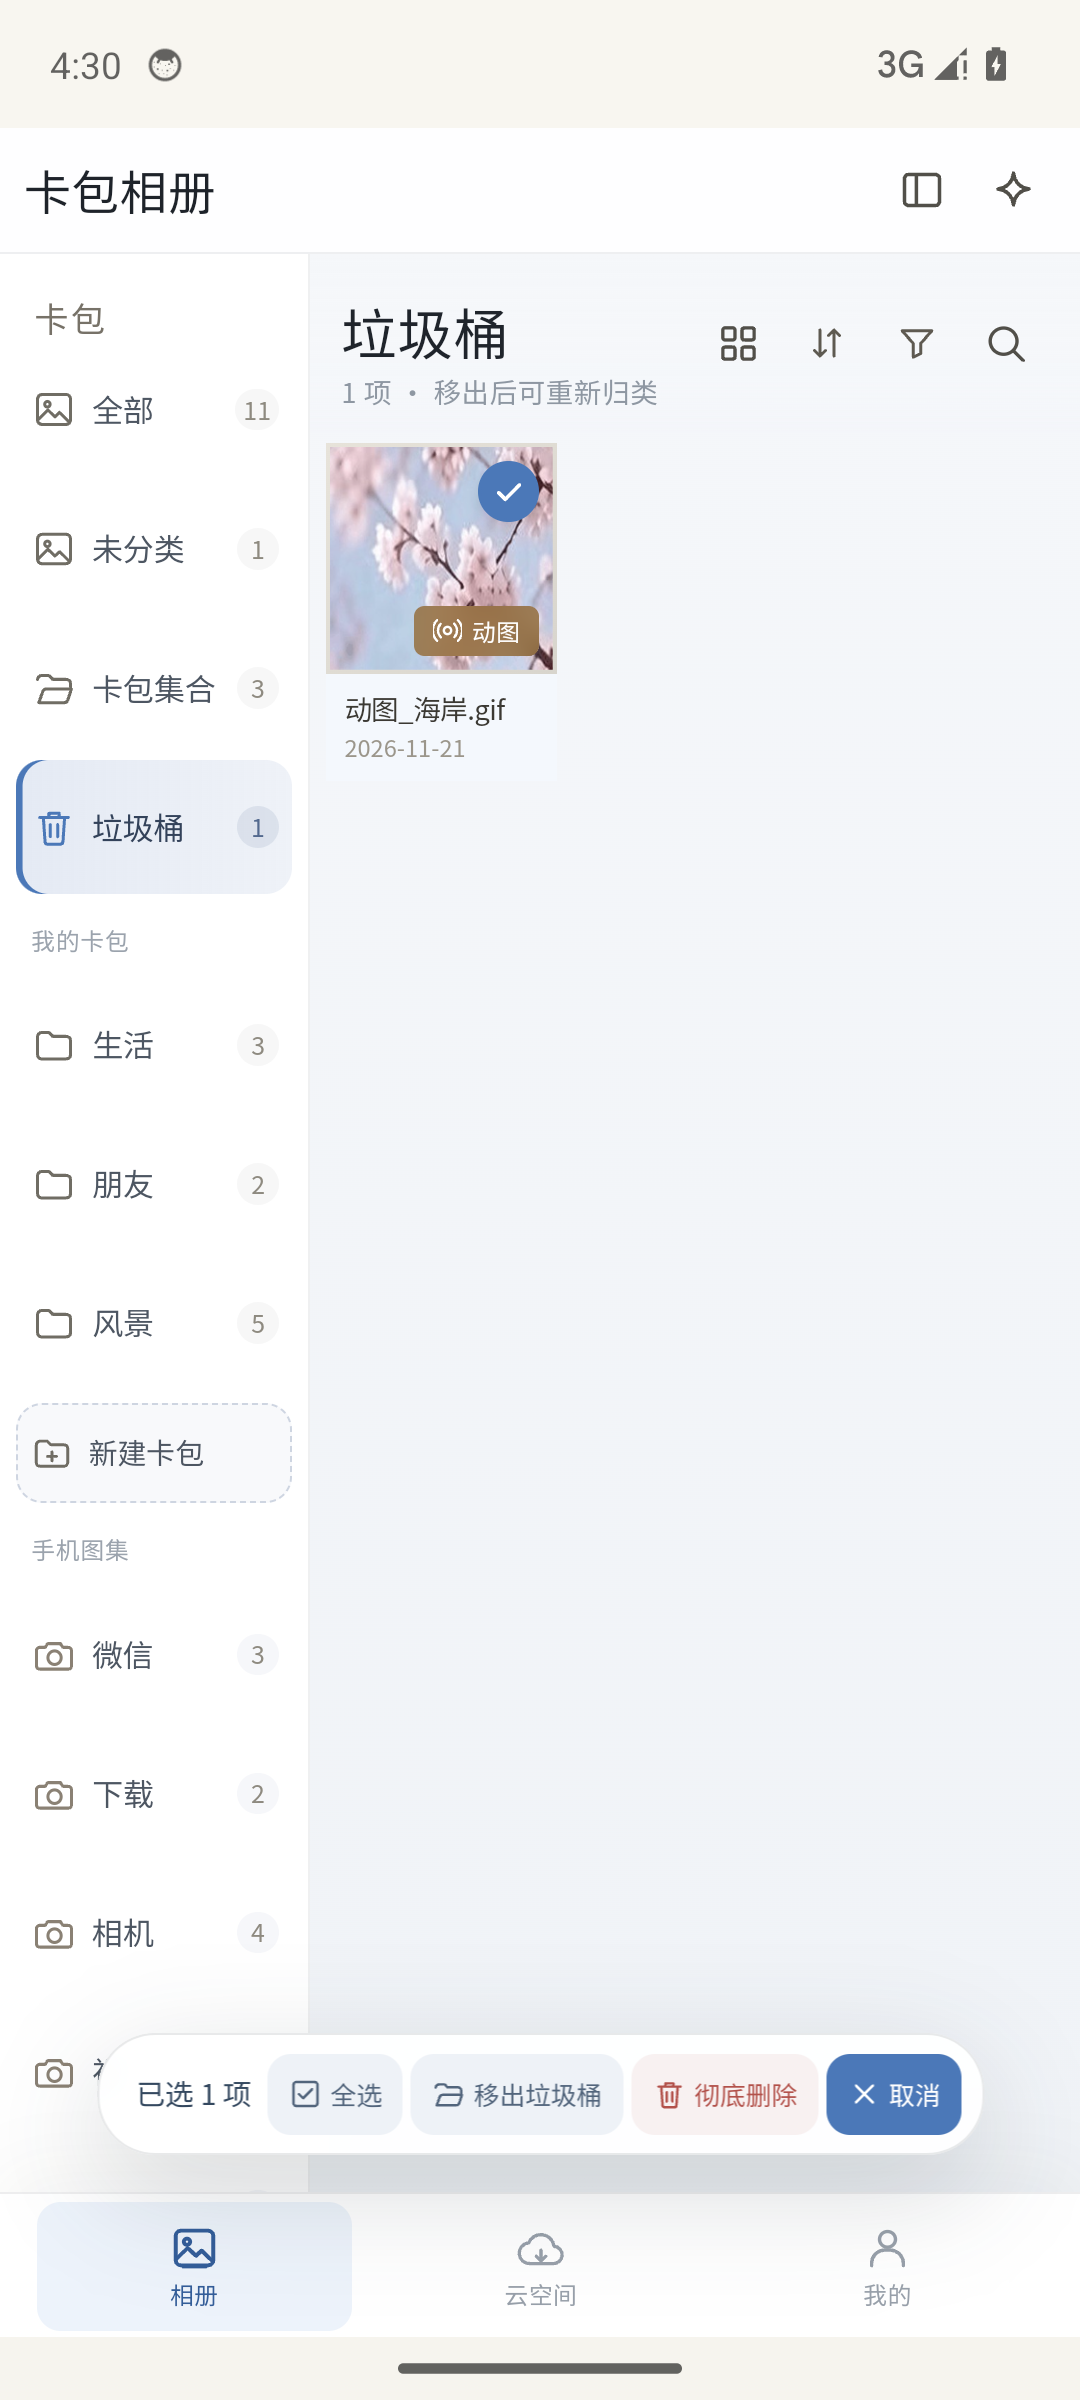 4:30
3G
卡包相册
卡包
全部 11
未分类 1
卡包集合 3
垃圾桶 1
我的卡包
生活 3
朋友 2
风景 5
新建卡包
手机图集
微信 3
下载 2
相机 4
垃圾桶
1 项 · 移出后可重新归类
动图
动图_海岸.gif
2026-11-21
已选 1 项
全选
移出垃圾桶
彻底删除
取消
相册
云空间
我的